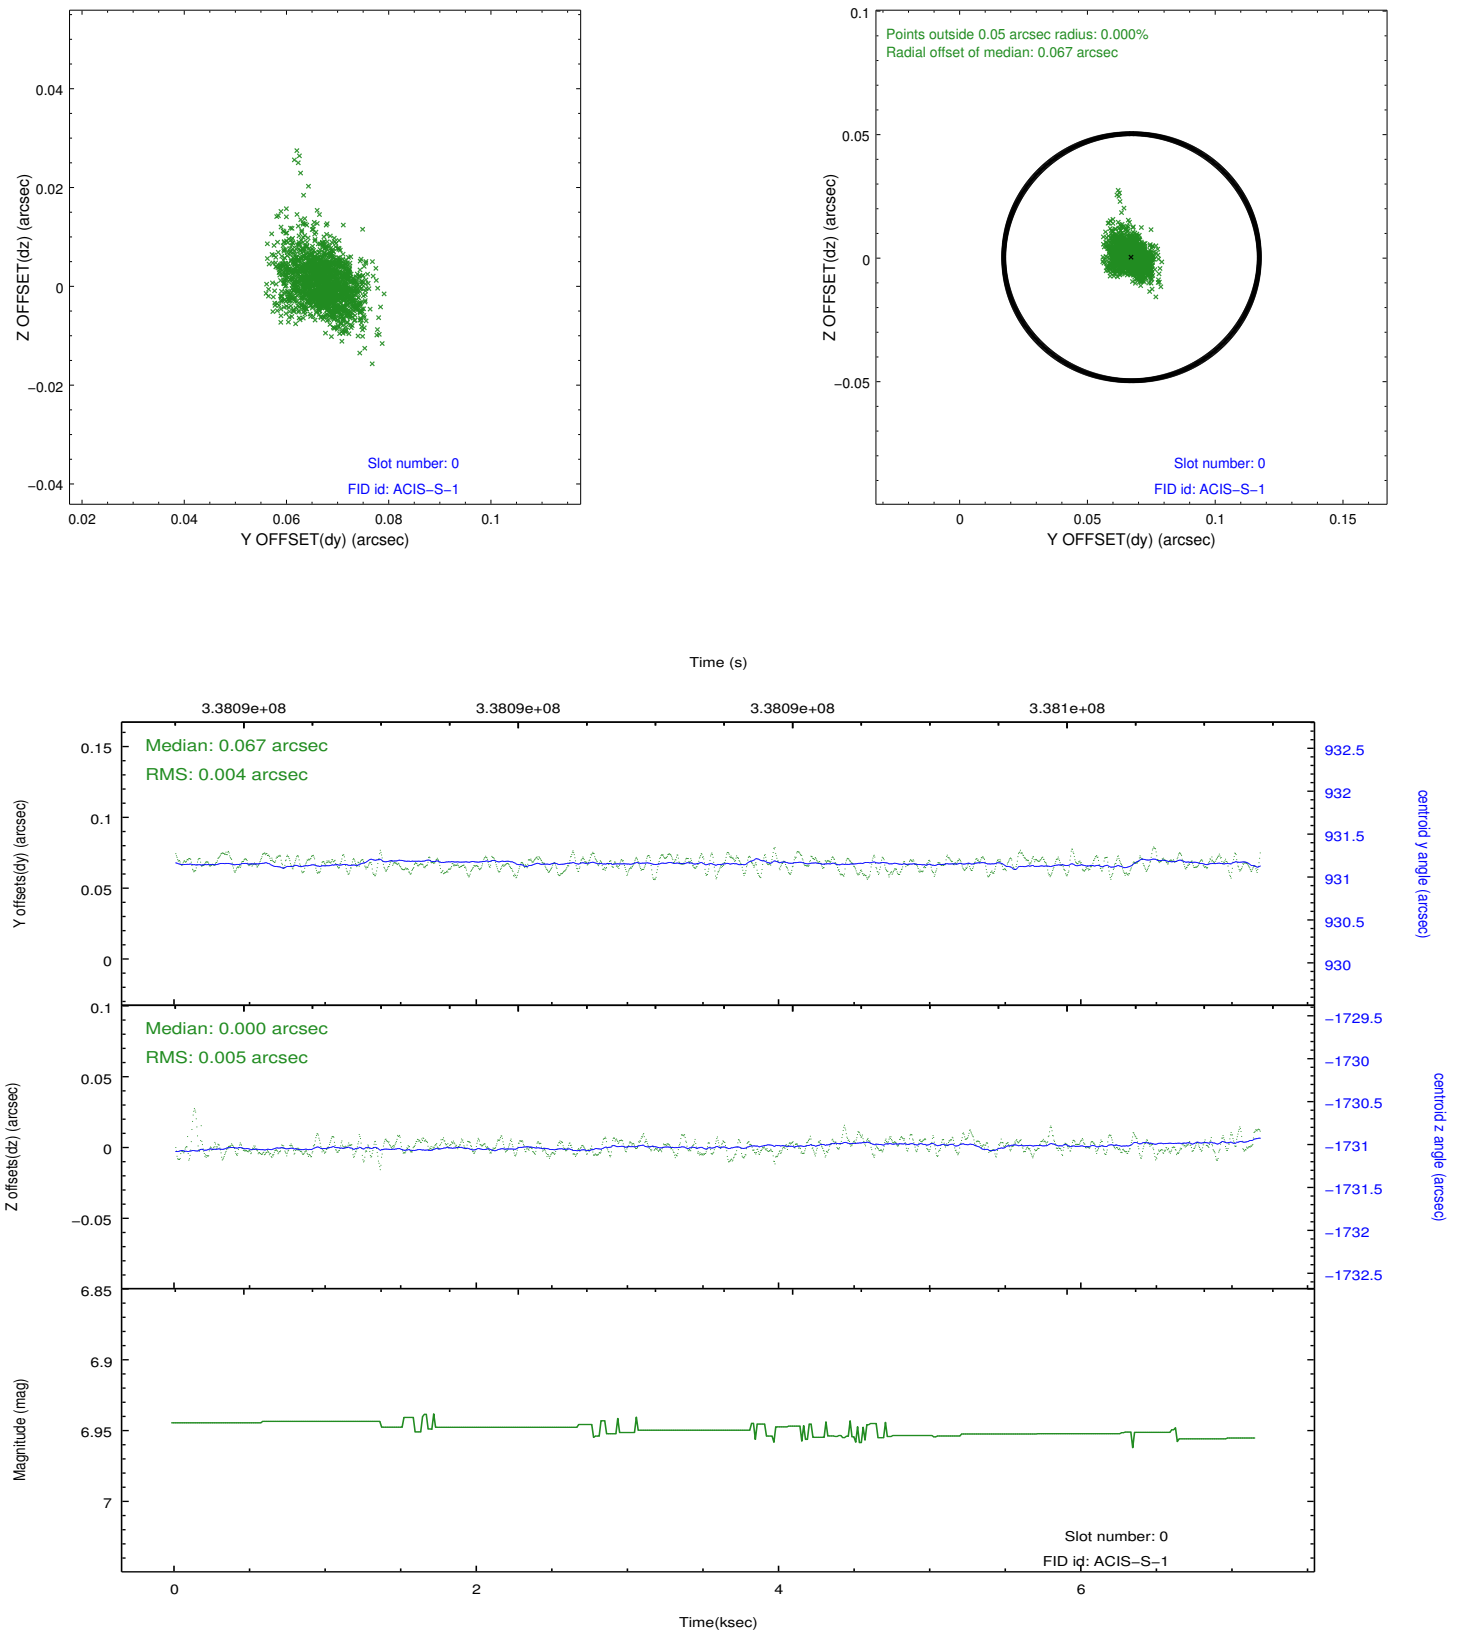 0.04
0.02
0
−0.02
−0.04
Z OFFSET(dz) (arcsec)
Slot number: 0
FID id: ACIS−S−1
0.02 0.04 0.06 0.08 0.1
Y OFFSET(dy) (arcsec)
0.1
0.05
0
−0.05
Z OFFSET(dz) (arcsec)
Points outside 0.05 arcsec radius: 0.000%
Radial offset of median: 0.067 arcsec
Slot number: 0
FID id: ACIS−S−1
0 0.05 0.1 0.15
Y OFFSET(dy) (arcsec)
Time (s)
3.3809e+08 3.3809e+08 3.3809e+08 3.381e+08
Median: 0.067 arcsec
RMS: 0.004 arcsec
0.15
0.1
0.05
0
Y offsets(dy) (arcsec)
932.5
932
931.5
931
930.5
930
centroid y angle (arcsec)
Median: 0.000 arcsec
RMS: 0.005 arcsec
0.1
0.05
0
−0.05
Z offsets(dz) (arcsec)
−1729.5
−1730
−1730.5
−1731
−1731.5
−1732
−1732.5
centroid z angle (arcsec)
6.85
6.9
6.95
7
Magnitude (mag)
Slot number: 0
FID id: ACIS−S−1
0 2 4 6
Time(ksec)